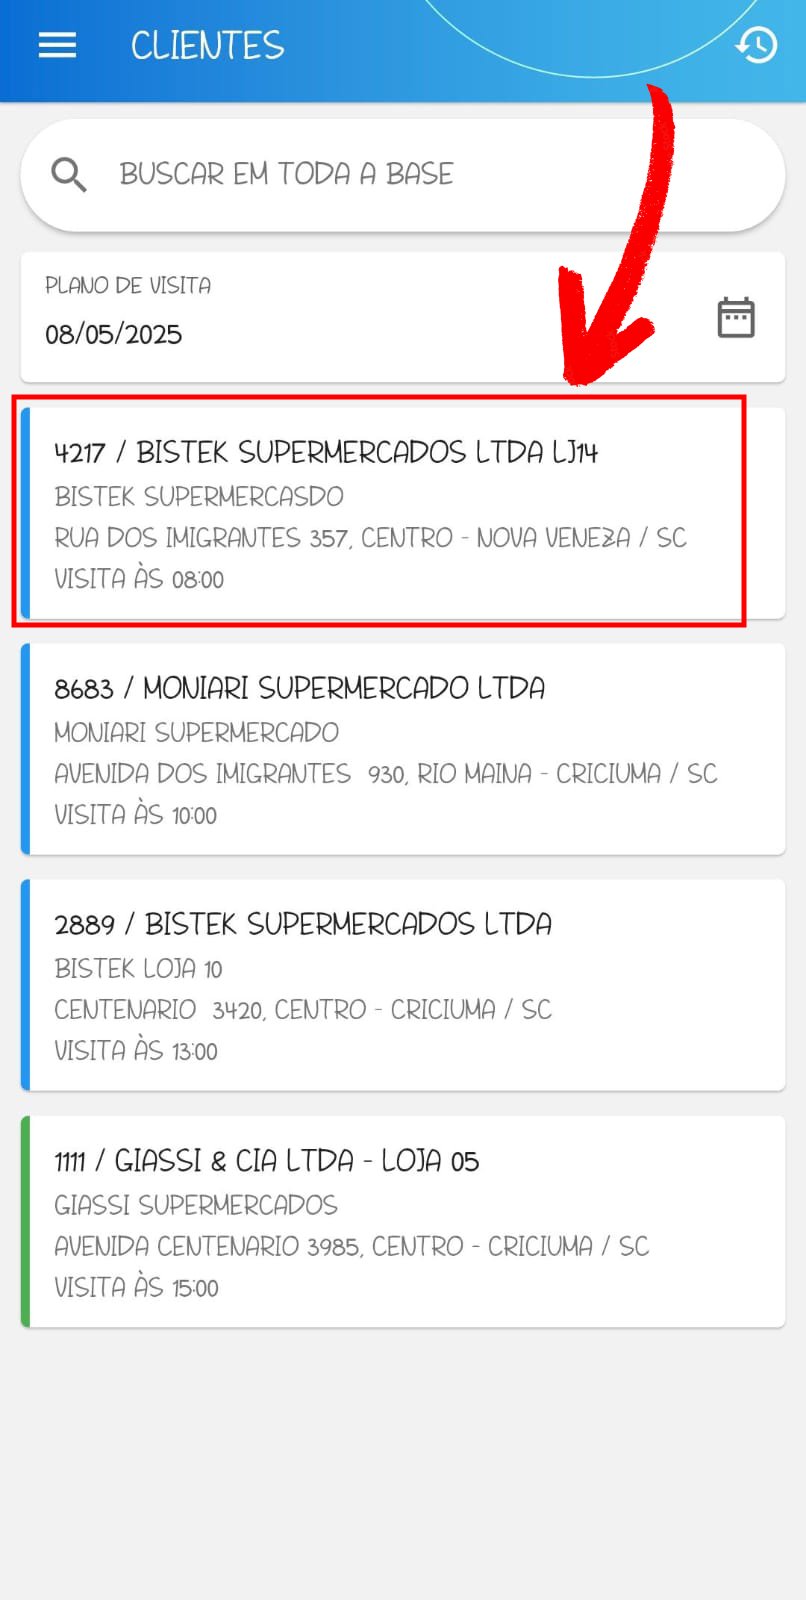 CLIENTES
BUSCAR EM TODA A BASE
PLANO DE VISITA
08/05/2025
4217 / BISTEK SUPERMERCADOS LTDA LJ14
BISTEK SUPERMERCASDO
RUA DOS IMIGRANTES 357, CENTRO - NOVA VENEZA / SC
VISITA ÀS 08:00
8683 / MONIARI SUPERMERCADO LTDA
MONIARI SUPERMERCADO
AVENIDA DOS IMIGRANTES  930, RIO MAINA - CRICIUMA / SC
VISITA ÀS 10:00
2889 / BISTEK SUPERMERCADOS LTDA
BISTEK LOJA 10
CENTENARIO  3420, CENTRO - CRICIUMA / SC
VISITA ÀS 13:00
1111 / GIASSI & CIA LTDA - LOJA 05
GIASSI SUPERMERCADOS
AVENIDA CENTENARIO 3985, CENTRO - CRICIUMA / SC
VISITA ÀS 15:00